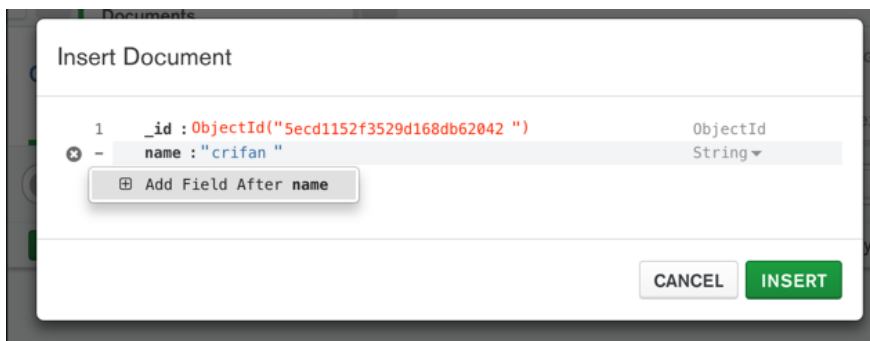 Documents
Insert Document
1 _id : ObjectId("5ecd1152f3529d168db62042 ") ObjectId
- name : "crifan " String
Add Field After name
CANCEL INSERT